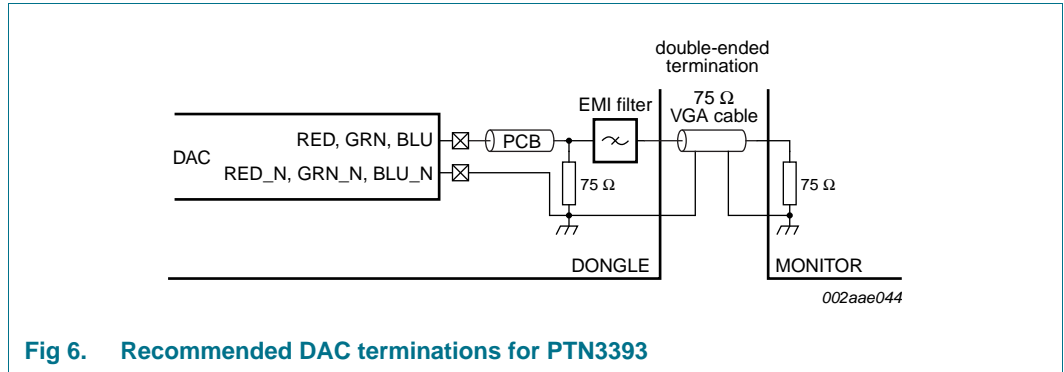 double-ended
termination
EMI filter
75 Ω
VGA cable
RED, GRN, BLU
PCB
DAC
RED_N, GRN_N, BLU_N
75 Ω
75 Ω
DONGLE
MONITOR
002aae044
Fig 6. Recommended DAC terminations for PTN3393